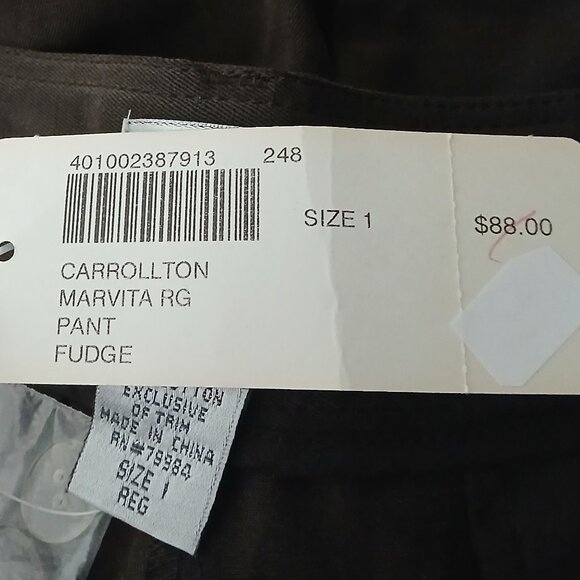 401002387913 248
SIZE 1 $88.00
CARROLLTON
MARVITA RG
PANT
FUDGE
COTTON
EXCLUSIVE
OF TRIM
MADE IN CHINA
RN#79984
SIZE 1
REG